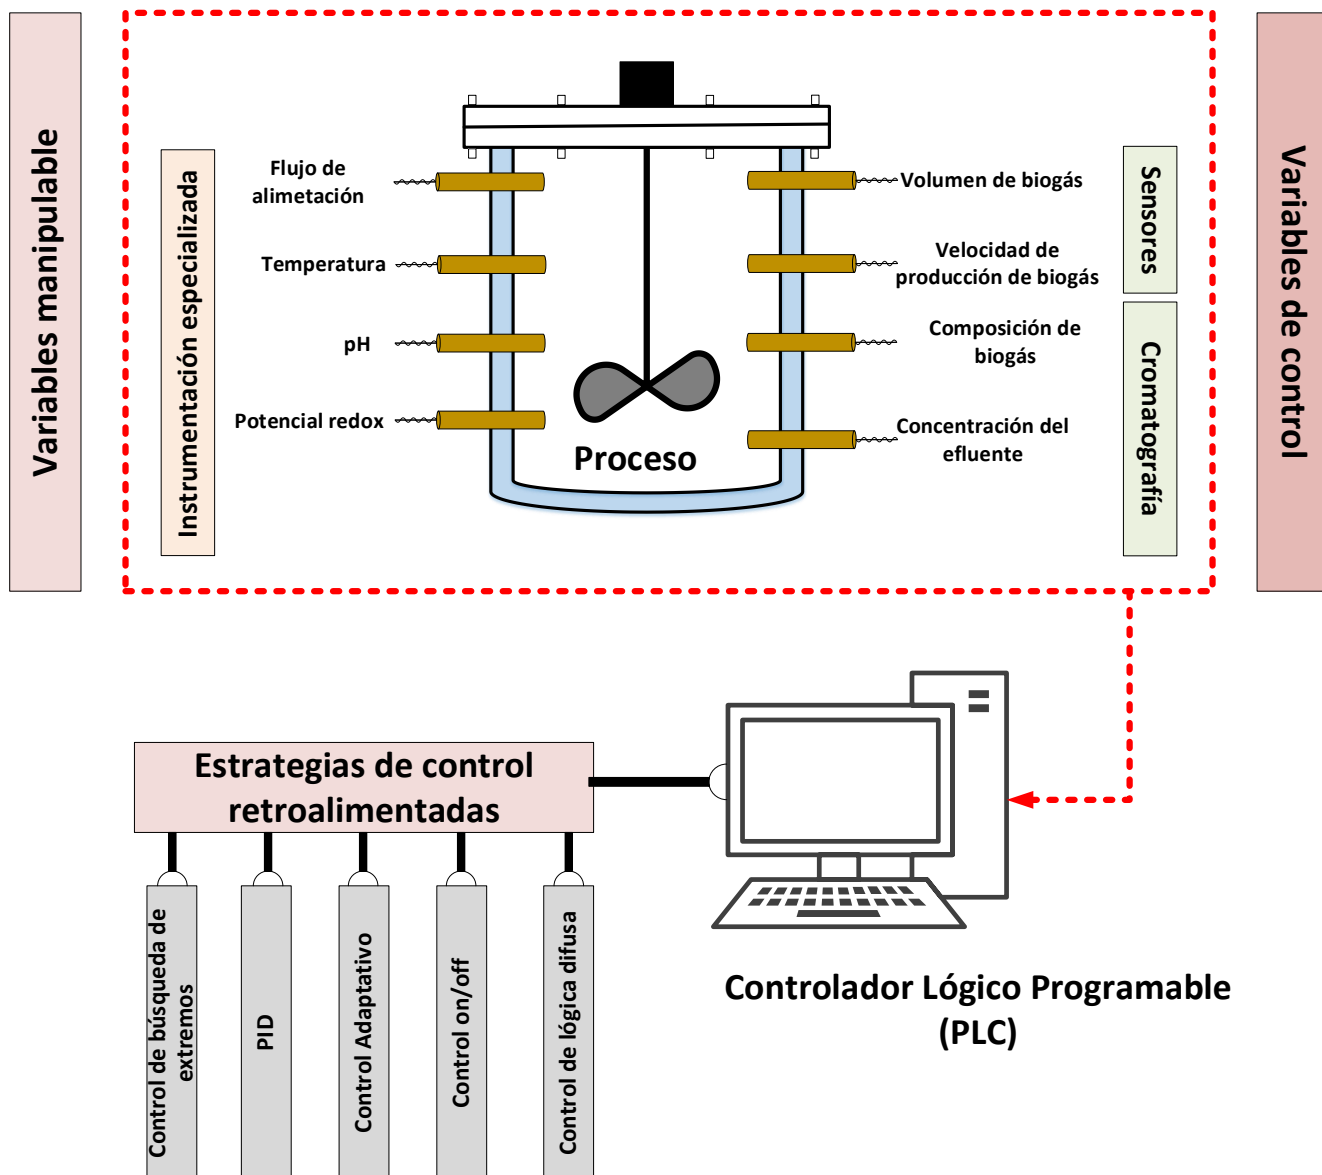 Variables manipulable
Instrumentación especializada
Flujo de
alimetación
Temperatura
pH
Potencial redox
Proceso
Volumen de biogás
Velocidad de
producción de biogás
Composición de
biogás
Concentración del
efluente
Sensores
Cromatografía
Variables de control
Estrategias de control
retroalimentadas
Control de búsqueda de
extremos
PID
Control Adaptativo
Control on/off
Control de lógica difusa
Controlador Lógico Programable
(PLC)